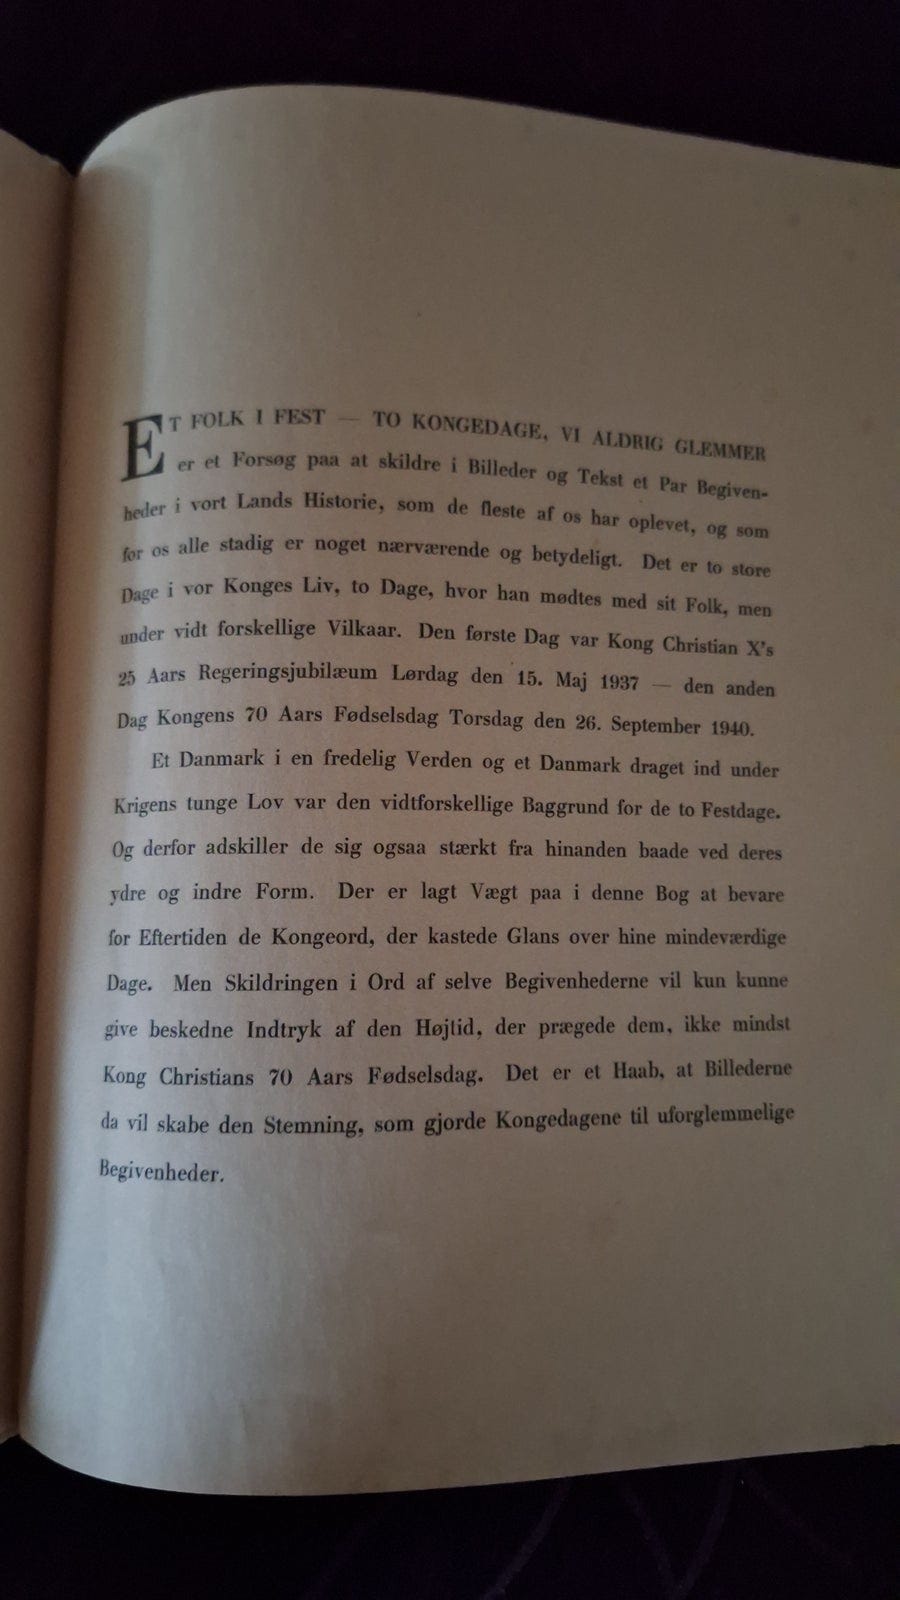 ET FOLK I FEST — TO KONGEDAGE, VI ALDRIG GLEMMER
er et Forsøg paa at skildre i Billeder og Tekst et Par Begiven-
heder i vort Lands Historie, som de fleste af os har oplevet, og som
for os alle stadig er noget nærværende og betydeligt. Det er to store
Dage i vor Konges Liv, to Dage, hvor han mødtes med sit Folk, men
under vidt forskellige Vilkaar. Den første Dag var Kong Christian X's
25 Aars Regeringsjubilæum Lørdag den 15. Maj 1937 — den anden
Dag Kongens 70 Aars Fødselsdag Torsdag den 26. September 1940.
Et Danmark i en fredelig Verden og et Danmark draget ind under
Krigens tunge Lov var den vidtforskellige Baggrund for de to Festdage.
Og derfor adskiller de sig ogsaa stærkt fra hinanden baade ved deres
ydre og indre Form. Der er lagt Vægt paa i denne Bog at bevare
for Eftertiden de Kongeord, der kastede Glans over hine mindeværdige
Dage. Men Skildringen i Ord af selve Begivenhederne vil kun kunne
give beskedne Indtryk af den Højtid, der prægede dem, ikke mindst
Kong Christians 70 Aars Fødselsdag. Det er et Haab, at Billederne
da vil skabe den Stemning, som gjorde Kongedagene til uforglemmelige
Begivenheder.